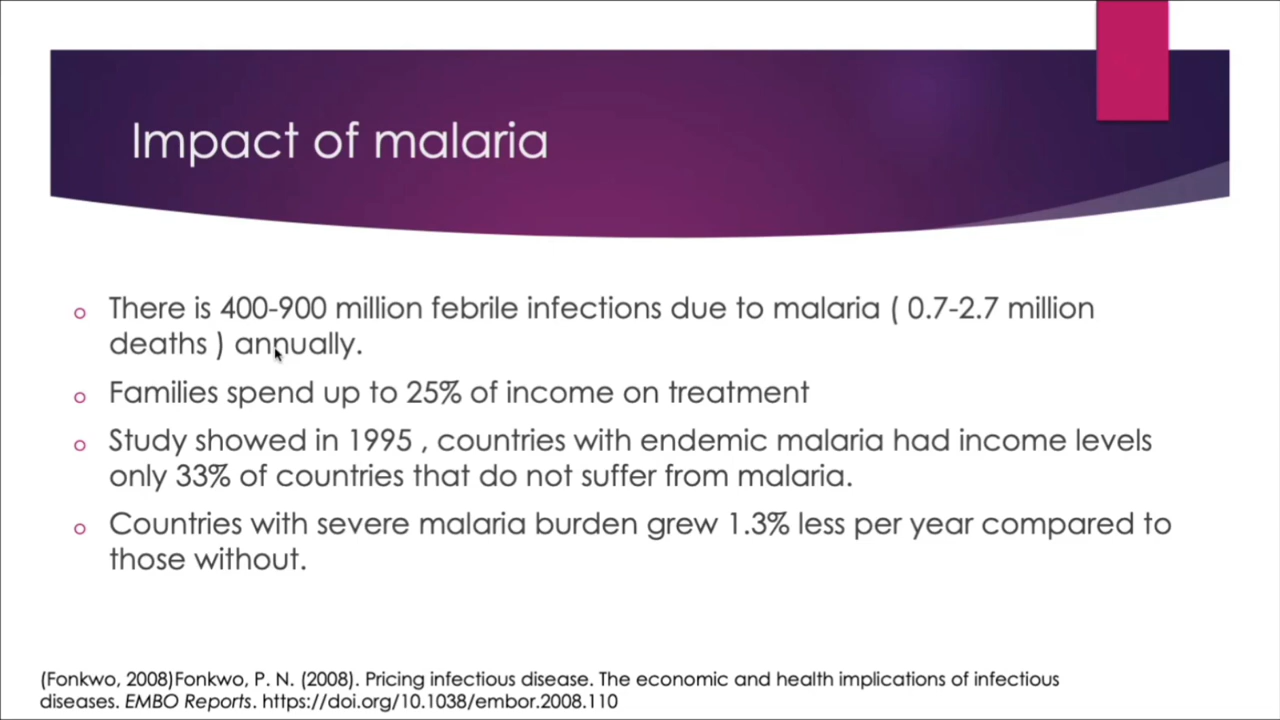 Impact of malaria
There is 400-900 million febrile infections due to malaria ( 0.7-2.7 million
deaths ) annually.
Families spend up to 25% of income on treatment
Study showed in 1995 , countries with endemic malaria had income levels
only 33% of countries that do not suffer from malaria.
Countries with severe malaria burden grew 1.3% less per year compared to
those without.
(Fonkwo, 2008)Fonkwo, P. N. (2008). Pricing infectious disease. The economic and health implications of infectious
diseases. EMBO Reports. https://doi.org/10.1038/embor.2008.110